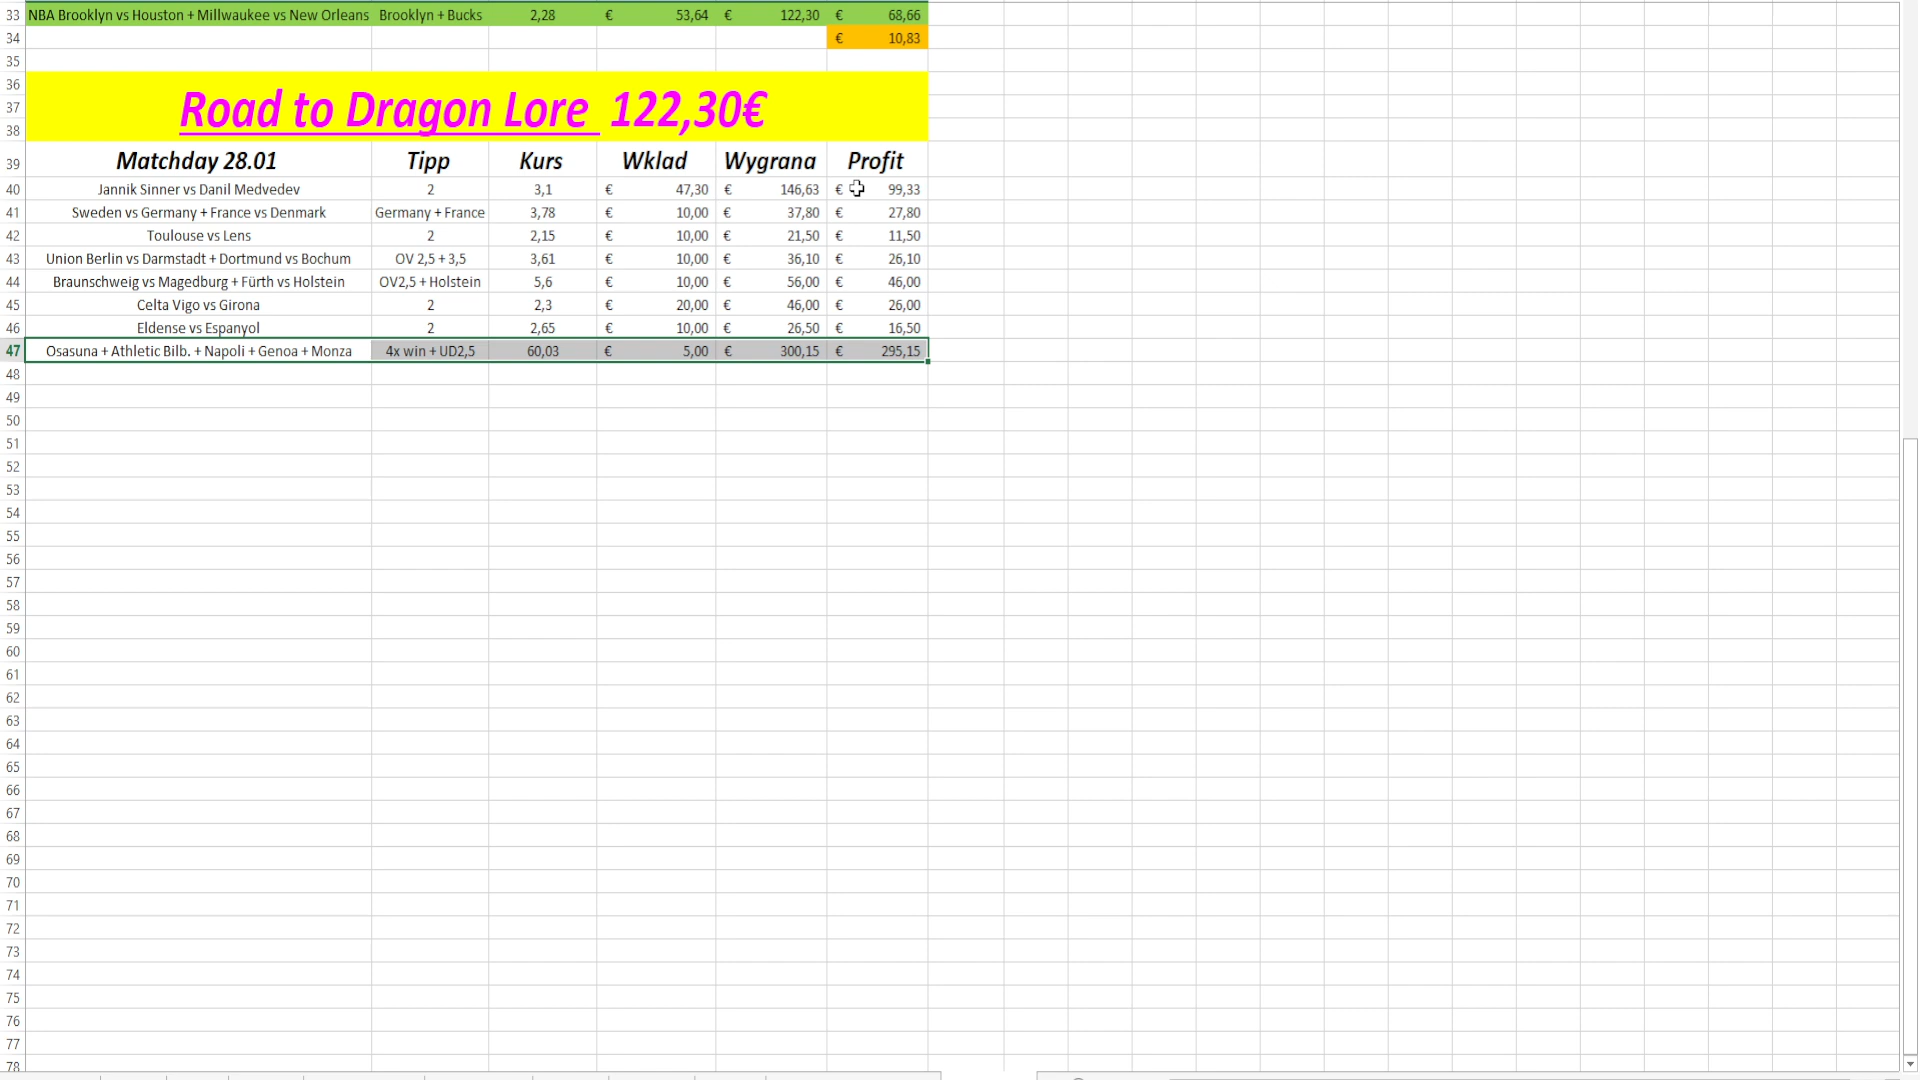 33 NBA Brooklyn vs Houston + Millwaukee vs New Orleans Brooklyn + Bucks 2,28 € 53,64 € 122,30 € 68,66
34 € 10,83
35
36
37 Road to Dragon Lore 122,30€
38
39 Matchday 28.01 Tipp Kurs Wklad Wygrana Profit
40 Jannik Sinner vs Danil Medvedev 2 3,1 € 47,30 € 146,63 € 99,33
41 Sweden vs Germany + France vs Denmark Germany + France 3,78 € 10,00 € 37,80 € 27,80
42 Toulouse vs Lens 2 2,15 € 10,00 € 21,50 € 11,50
43 Union Berlin vs Darmstadt + Dortmund vs Bochum OV 2,5 + 3,5 3,61 € 10,00 € 36,10 € 26,10
44 Braunschweig vs Magedburg + Fürth vs Holstein OV2,5 + Holstein 5,6 € 10,00 € 56,00 € 46,00
45 Celta Vigo vs Girona 2 2,3 € 20,00 € 46,00 € 26,00
46 Eldense vs Espanyol 2 2,65 € 10,00 € 26,50 € 16,50
47 Osasuna + Athletic Bilb. + Napoli + Genoa + Monza 4x win + UD2,5 60,03 € 5,00 € 300,15 € 295,15
48
49
50
51
52
53
54
55
56
57
58
59
60
61
62
63
64
65
66
67
68
69
70
71
72
73
74
75
76
77
78